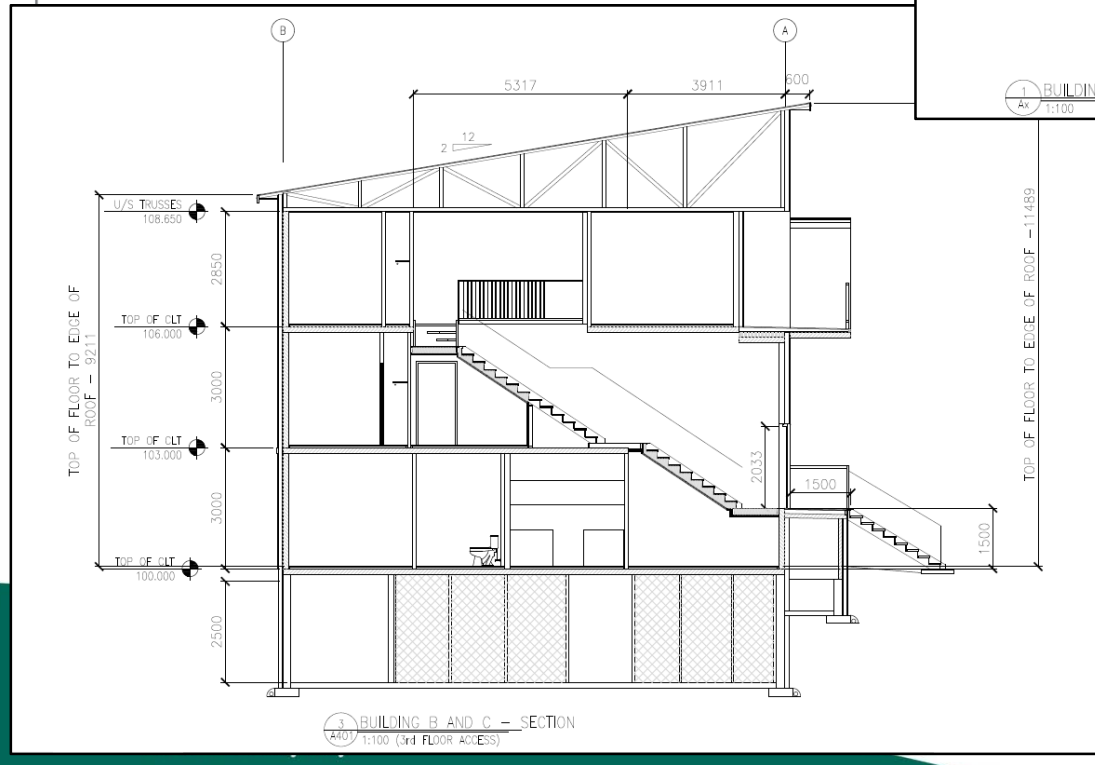 B
A
5317
3911
600
12
2
1
Ax
BUILDIN
1:100
U/S TRUSSES
108.650
2850
TOP OF CLT
106.000
3000
TOP OF CLT
103.000
3000
TOP OF CLT
100.000
2500
TOP OF FLOOR TO EDGE OF
ROOF - 9211
2033
1500
1500
TOP OF FLOOR TO EDGE OF ROOF -11489
3
A401
BUILDING B AND C - SECTION
1:100 (3rd FLOOR ACCESS)